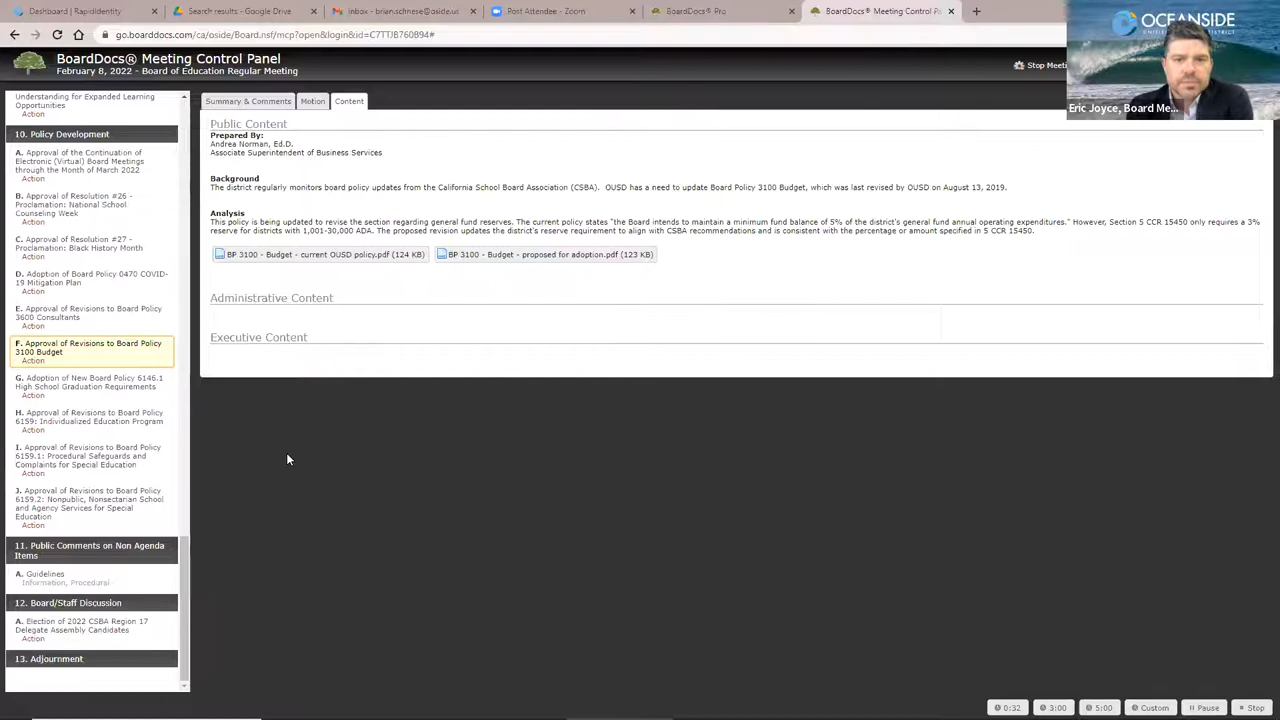 Dashboard | RapidIdentity
Search results - Google Drive
Inbox - brian.schnese@oside.us
Post Attendee - Zoom
BoardDocs® Pro
BoardDocs® Meeting Control Pa
go.boarddocs.com/ca/oside/Board.nsf/mcp?open&login&id=C7TTJB760B94#
OCEANSIDE
Eric Joyce, Board Me...
BoardDocs® Meeting Control Panel
February 8, 2022 - Board of Education Regular Meeting
Stop Meeti
Understanding for Expanded Learning
Opportunities
Action
10. Policy Development
A. Approval of the Continuation of
Electronic (Virtual) Board Meetings
through the Month of March 2022
Action
B. Approval of Resolution #26 -
Proclamation: National School
Counseling Week
Action
C. Approval of Resolution #27 -
Proclamation: Black History Month
Action
D. Adoption of Board Policy 0470 COVID-
19 Mitigation Plan
Action
E. Approval of Revisions to Board Policy
3600 Consultants
Action
F. Approval of Revisions to Board Policy
3100 Budget
Action
G. Adoption of New Board Policy 6146.1
High School Graduation Requirements
Action
H. Approval of Revisions to Board Policy
6159: Individualized Education Program
Action
I. Approval of Revisions to Board Policy
6159.1: Procedural Safeguards and
Complaints for Special Education
Action
J. Approval of Revisions to Board Policy
6159.2: Nonpublic, Nonsectarian School
and Agency Services for Special
Education
Action
11. Public Comments on Non Agenda
Items
A. Guidelines
Information, Procedural
12. Board/Staff Discussion
A. Election of 2022 CSBA Region 17
Delegate Assembly Candidates
Action
13. Adjournment
Summary & Comments
Motion
Content
Public Content
Prepared By:
Andrea Norman, Ed.D.
Associate Superintendent of Business Services
Background
The district regularly monitors board policy updates from the California School Board Association (CSBA). OUSD has a need to update Board Policy 3100 Budget, which was last revised by OUSD on August 13, 2019.
Analysis
This policy is being updated to revise the section regarding general fund reserves. The current policy states "the Board intends to maintain a minimum fund balance of 5% of the district's general fund annual operating expenditures." However, Section 5 CCR 15450 only requires a 3%
reserve for districts with 1,001-30,000 ADA. The proposed revision updates the district's reserve requirement to align with CSBA recommendations and is consistent with the percentage or amount specified in 5 CCR 15450.
BP 3100 - Budget - current OUSD policy.pdf (124 KB)
BP 3100 - Budget - proposed for adoption.pdf (123 KB)
Administrative Content
Executive Content
0:32
3:00
5:00
Custom
Pause
Stop